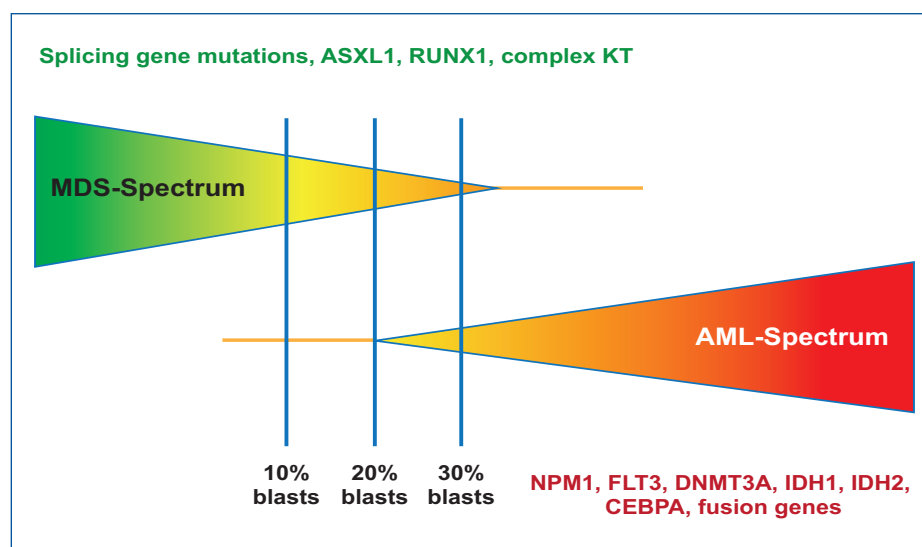 Splicing gene mutations, ASXL1, RUNX1, complex KT
MDS-Spectrum
AML-Spectrum
10%
blasts
20%
blasts
30%
blasts
NPM1, FLT3, DNMT3A, IDH1, IDH2,
CEBPA, fusion genes